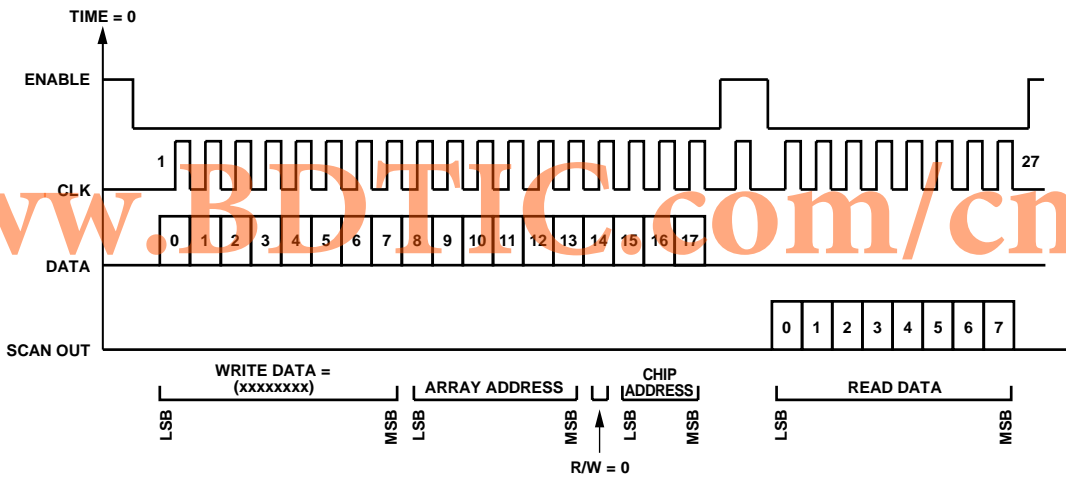 TIME = 0
ENABLE
1
27
CLK
0 1 2 3 4 5 6 7 8 9 10 11 12 13 14 15 16 17
DATA
0 1 2 3 4 5 6 7
SCAN OUT
WRITE DATA =
(xxxxxxxx)
ARRAY ADDRESS
CHIP
ADDRESS
READ DATA
LSB
MSB
LSB
MSB
LSB
MSB
LSB
MSB
R/W = 0
ww.BDTIC.com/cn